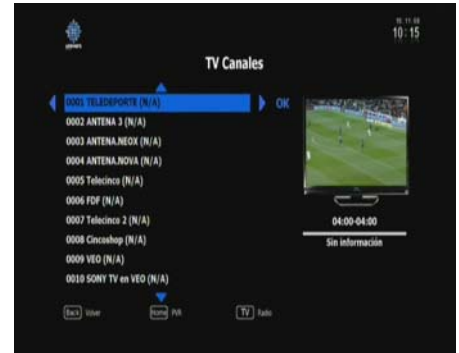 10:15
TV Canales
0001 TELEDEPORTE (N/A)
OK
0002 ANTENA 3 (N/A)
0003 ANTENA.NEOX (N/A)
0004 ANTENA.NOVA (N/A)
0005 Telecinco (N/A)
0006 FDF (N/A)
0007 Telecinco 2 (N/A)
0008 Cincoshop (N/A)
0009 VEO (N/A)
0010 SONY TV en VEO (N/A)
04:00-04:00
Sin información
Back Volver Home PVR TV Radio